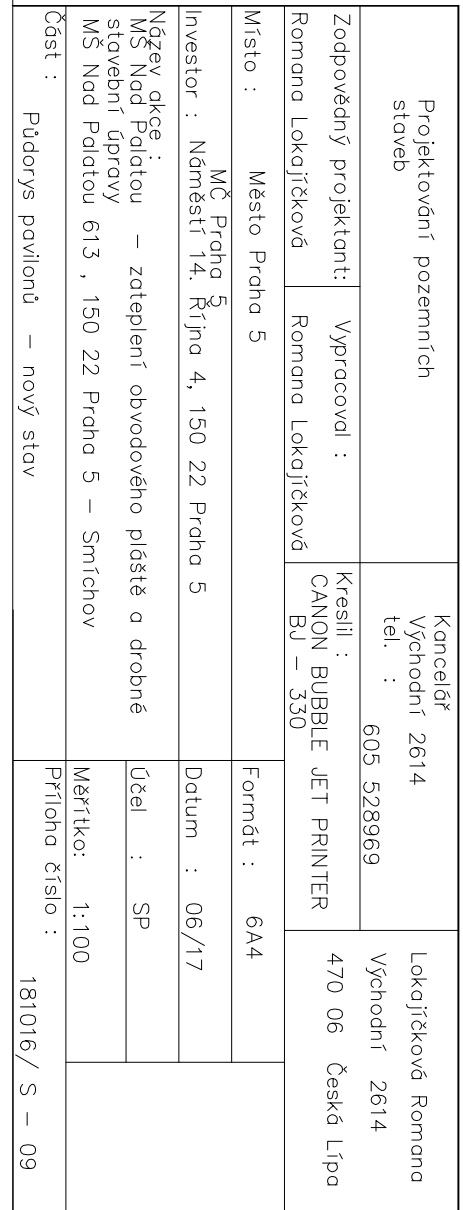 Projektování pozemních
staveb
Kancelář
Východní 2614
tel. :
605 528969
Lokajíčková Romana
Východní 2614
470 06 Česká Lípa
Zodpovědný projektant:
Romana Lokajíčková
Vypracoval :
Romana Lokajíčková
Kreslil :
CANON BUBBLE JET PRINTER
BJ - 330
Místo : Město Praha 5
Formát : 6A4
MČ Praha 5
Investor : Náměstí 14. Října 4, 150 22 Praha 5
Datum : 06/17
Název akce :
MŠ Nad Palatou - zateplení obvodového pláště a drobné
stavební úpravy
Účel : SP
MŠ Nad Palatou 613 , 150 22 Praha 5 - Smíchov
Měřítko: 1:100
Část :
Půdorys pavilonů - nový stav
Příloha číslo :
181016/ S - 09